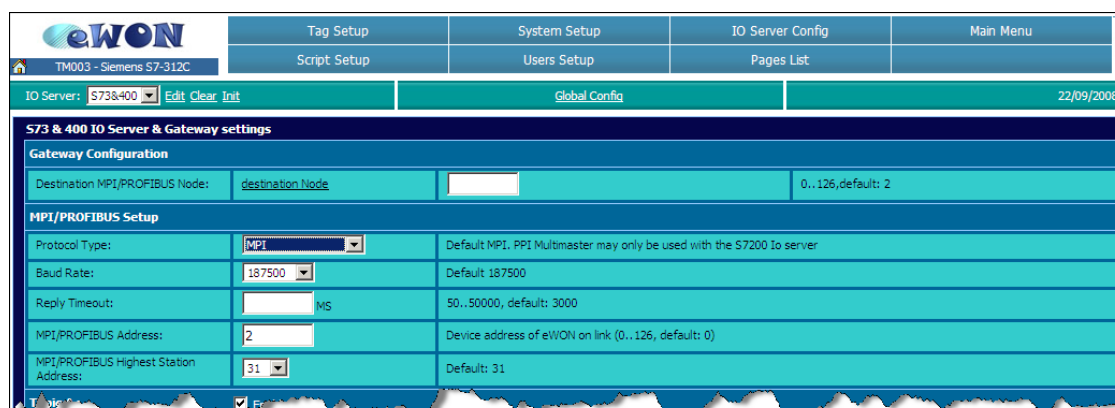 eWON
Tag Setup System Setup IO Server Config Main Menu
TM003 - Siemens S7-312C
Script Setup Users Setup Pages List
IO Server: S73&400 Edit Clear Init Global Config 22/09/2008
S73 & 400 IO Server & Gateway settings
Gateway Configuration
Destination MPI/PROFIBUS Node: destination Node 0..126,default: 2
MPI/PROFIBUS Setup
Protocol Type: MPI Default MPI. PPI Multimaster may only be used with the S7200 Io server
Baud Rate: 187500 Default 187500
Reply Timeout: MS 50..50000, default: 3000
MPI/PROFIBUS Address: 2 Device address of eWON on link (0..126, default: 0)
MPI/PROFIBUS Highest Station Address: 31 Default: 31